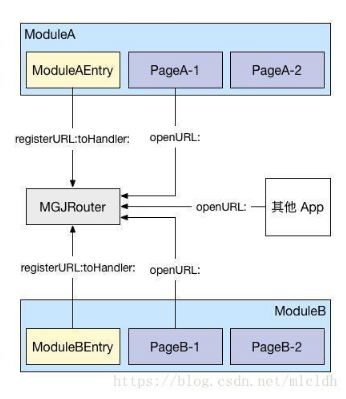 ModuleA
ModuleAEntry PageA-1 PageA-2
registerURL:toHandler: openURL:
MGJRouter openURL: 其他 App
registerURL:toHandler: openURL:
ModuleB
ModuleBEntry PageB-1 PageB-2
https://blog.csdn.net/mlcldh